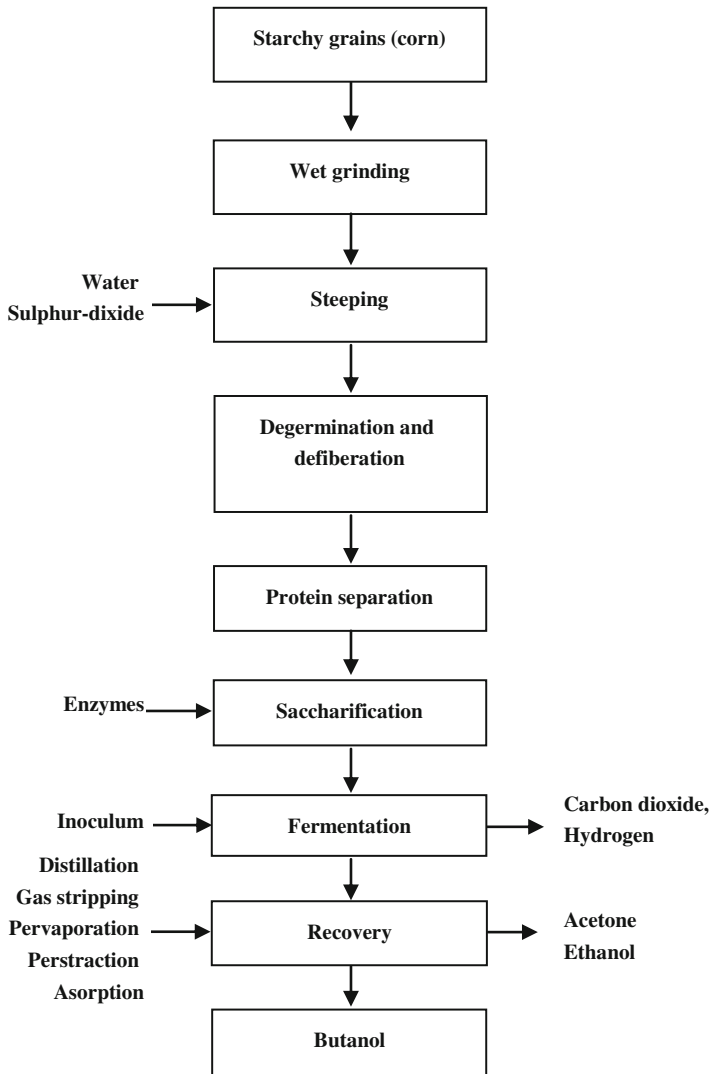 Starchy grains (corn)
Wet grinding
Water
Sulphur-dixide
Steeping
Degermination and
defiberation
Protein separation
Enzymes
Saccharification
Inoculum
Fermentation
Carbon dioxide,
Hydrogen
Distillation
Gas stripping
Pervaporation
Perstraction
Asorption
Recovery
Acetone
Ethanol
Butanol